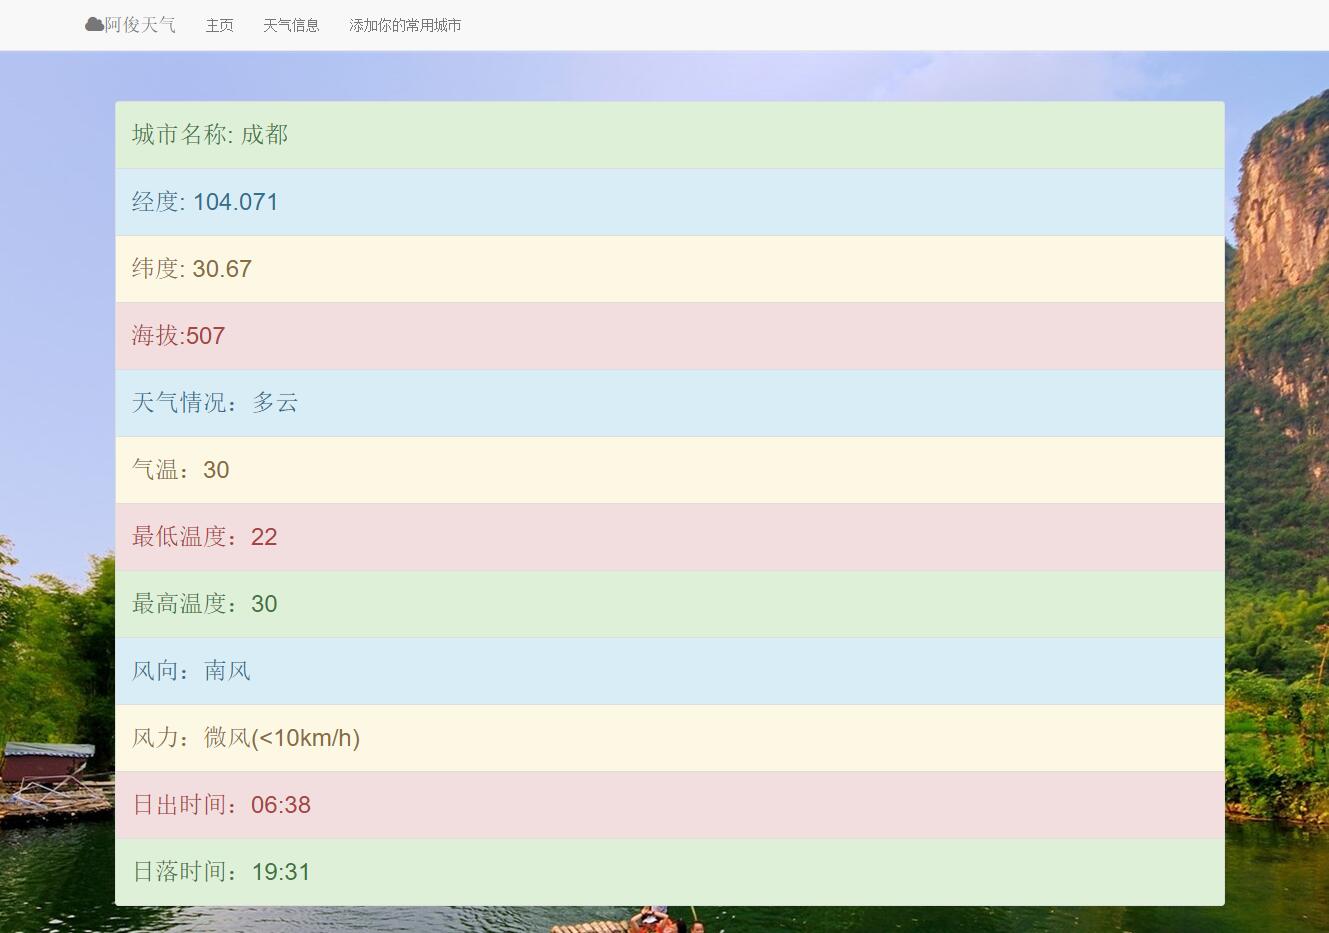 阿俊天气 主页 天气信息 添加你的常用城市
城市名称: 成都
经度: 104.071
纬度: 30.67
海拔:507
天气情况：多云
气温：30
最低温度：22
最高温度：30
风向：南风
风力：微风(<10km/h)
日出时间：06:38
日落时间：19:31